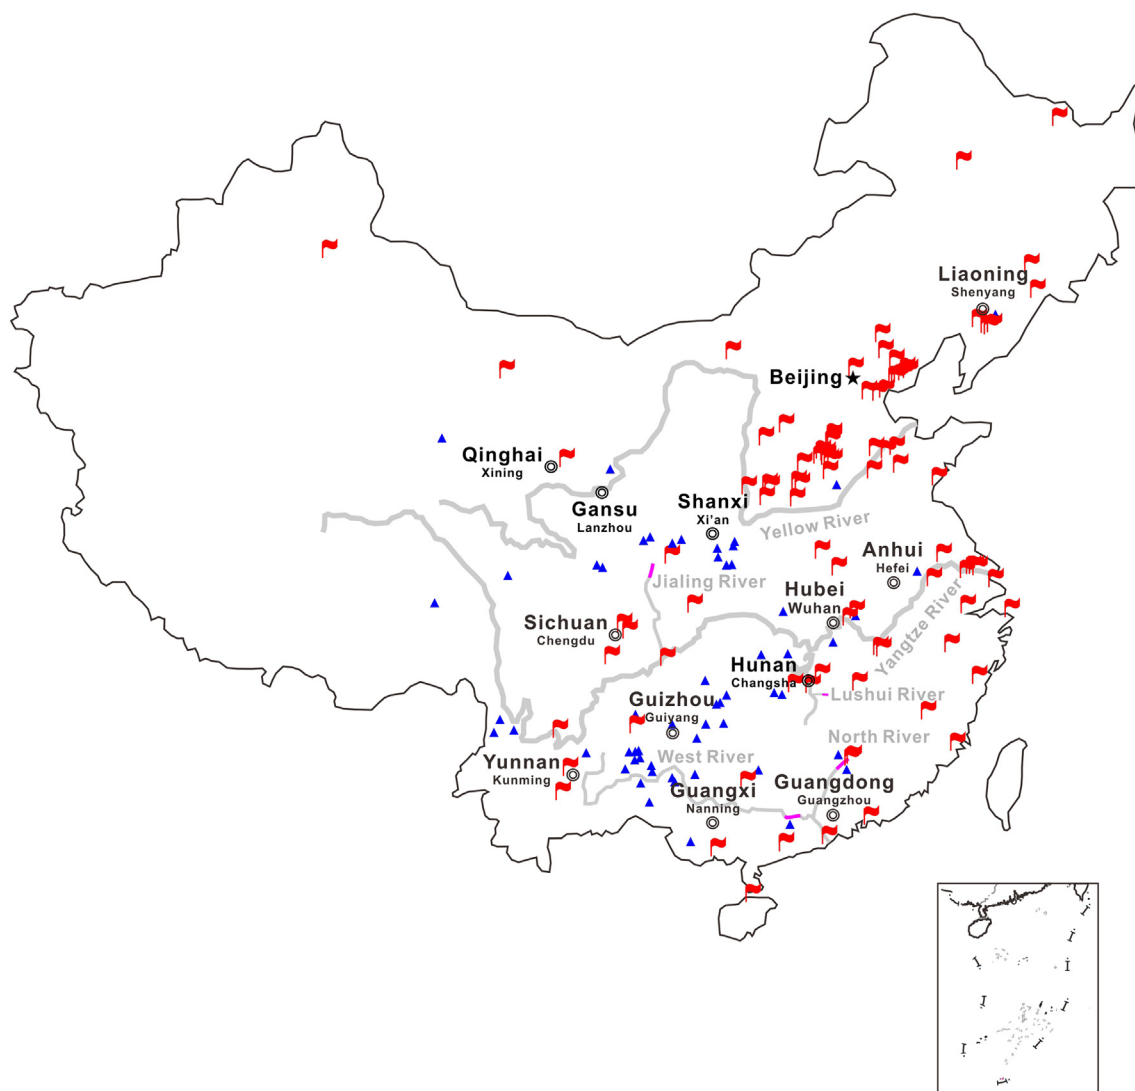 Liaoning
Shenyang
Beijing
Qinghai
Xining
Gansu
Lanzhou
Shanxi
Xi'an
Yellow River
Anhui
Hefei
Jialing River
Hubei
Wuhan
Sichuan
Chengdu
Yangtze River
Hunan
Changsha
Lushui River
Guizhou
Guiyang
North River
West River
Yunnan
Kunming
Guangxi
Nanning
Guangdong
Guangzhou